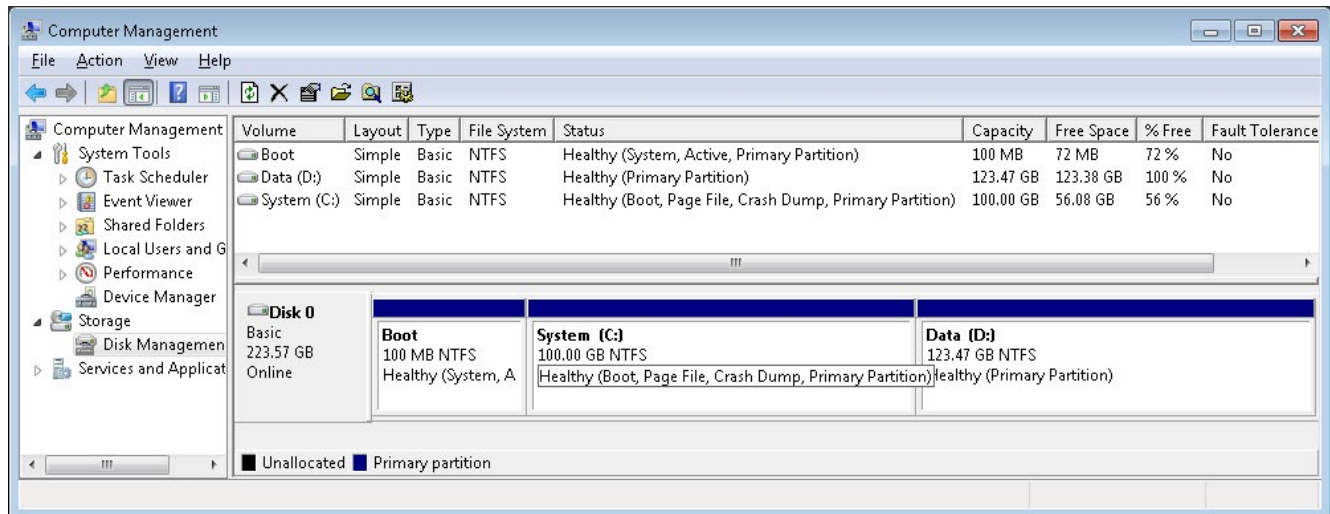 Computer Management
File Action View Help
Computer Management
System Tools
Task Scheduler
Event Viewer
Shared Folders
Local Users and G
Performance
Device Manager
Storage
Disk Managemen
Services and Applicat
Volume Layout Type File System Status Capacity Free Space % Free Fault Tolerance
Boot Simple Basic NTFS Healthy (System, Active, Primary Partition) 100 MB 72 MB 72 % No
Data (D:) Simple Basic NTFS Healthy (Primary Partition) 123.47 GB 123.38 GB 100 % No
System (C:) Simple Basic NTFS Healthy (Boot, Page File, Crash Dump, Primary Partition) 100.00 GB 56.08 GB 56 % No
Disk 0
Basic
223.57 GB
Online
Boot
100 MB NTFS
Healthy (System, A
System (C:)
100.00 GB NTFS
Healthy (Boot, Page File, Crash Dump, Primary Partition)
Data (D:)
123.47 GB NTFS
Healthy (Primary Partition)
Unallocated Primary partition